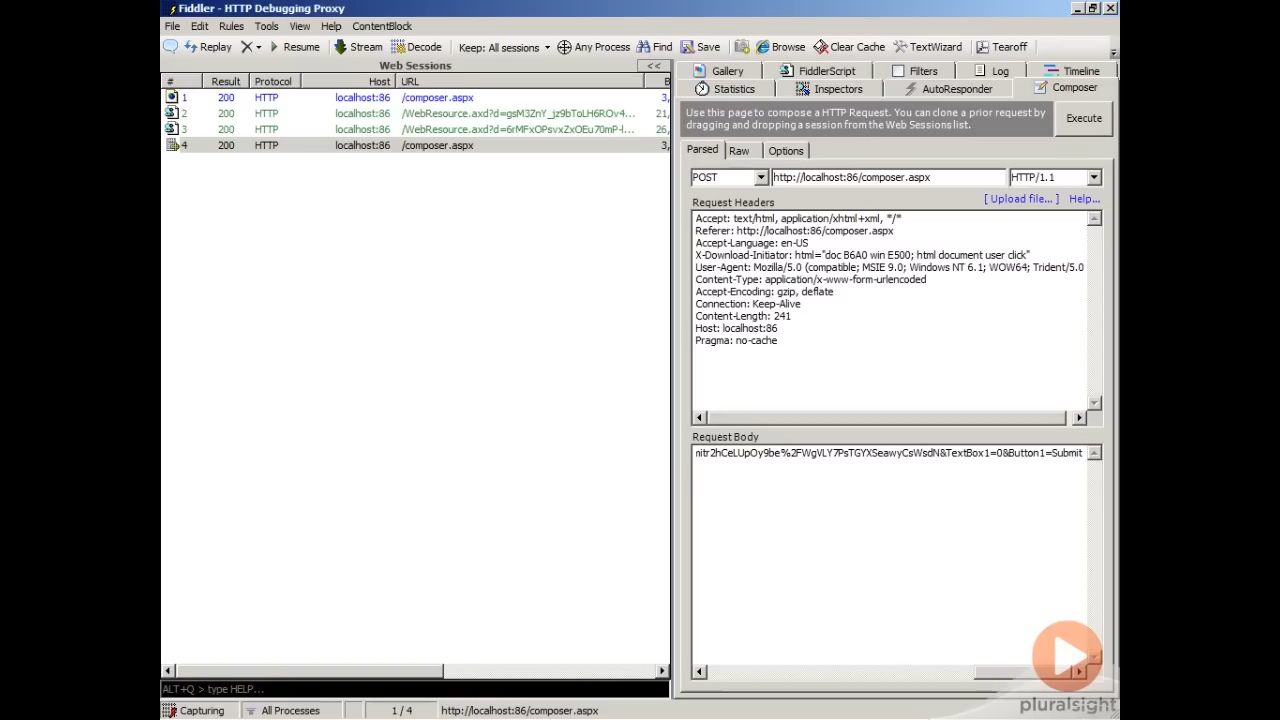 Fiddler - HTTP Debugging Proxy
File Edit Rules Tools View Help ContentBlock
Replay Resume Stream Decode Keep: All sessions Any Process Find Save Browse Clear Cache TextWizard Tearoff
Web Sessions <<
# Result Protocol Host URL B
1 200 HTTP localhost:86 /composer.aspx 3,
2 200 HTTP localhost:86 /WebResource.axd?d=gsM3ZnY_jz9bToLH6ROv4... 21,
3 200 HTTP localhost:86 /WebResource.axd?d=6rMFxOPsvxZxOEu70mP-l... 26,
4 200 HTTP localhost:86 /composer.aspx 3,
ALT+Q > type HELP...
Capturing All Processes 1 / 4 http://localhost:86/composer.aspx
Gallery FiddlerScript Filters Log Timeline
Statistics Inspectors AutoResponder Composer
Use this page to compose a HTTP Request. You can clone a prior request by
dragging and dropping a session from the Web Sessions list.
Execute
Parsed Raw Options
POST http://localhost:86/composer.aspx HTTP/1.1
Request Headers [ Upload file... ] Help...
Accept: text/html, application/xhtml+xml, */*
Referer: http://localhost:86/composer.aspx
Accept-Language: en-US
X-Download-Initiator: html="doc B6A0 win E500; html document user click"
User-Agent: Mozilla/5.0 (compatible; MSIE 9.0; Windows NT 6.1; WOW64; Trident/5.0
Content-Type: application/x-www-form-urlencoded
Accept-Encoding: gzip, deflate
Connection: Keep-Alive
Content-Length: 241
Host: localhost:86
Pragma: no-cache
Request Body
nitr2hCeLUpOy9be%2FWgVLY7PsTGYXSeawyCsWsdN&TextBox1=0&Button1=Submit
pluralsight